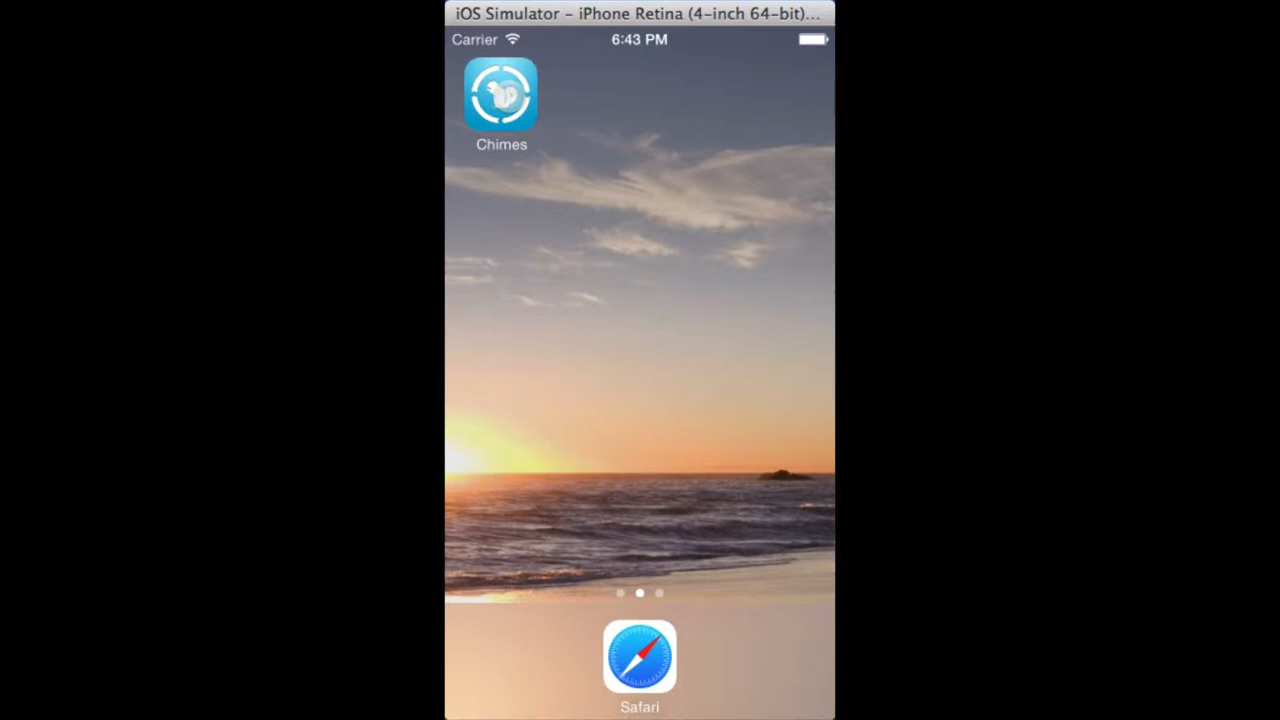 iOS Simulator – iPhone Retina (4-inch 64-bit)...
Carrier 6:43 PM
Chimes
Safari